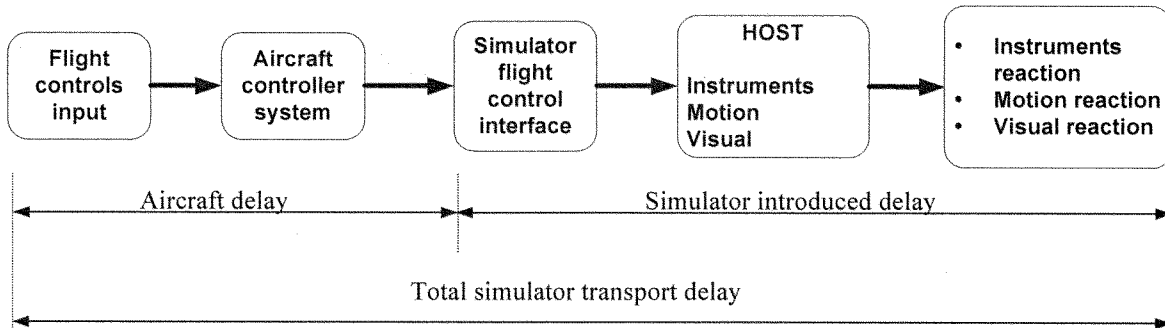 Flight
controls
input
Aircraft
controller
system
Simulator
flight
control
interface
HOST
Instruments
Motion
Visual
• Instruments
reaction
• Motion reaction
• Visual reaction
Aircraft delay
Simulator introduced delay
Total simulator transport delay